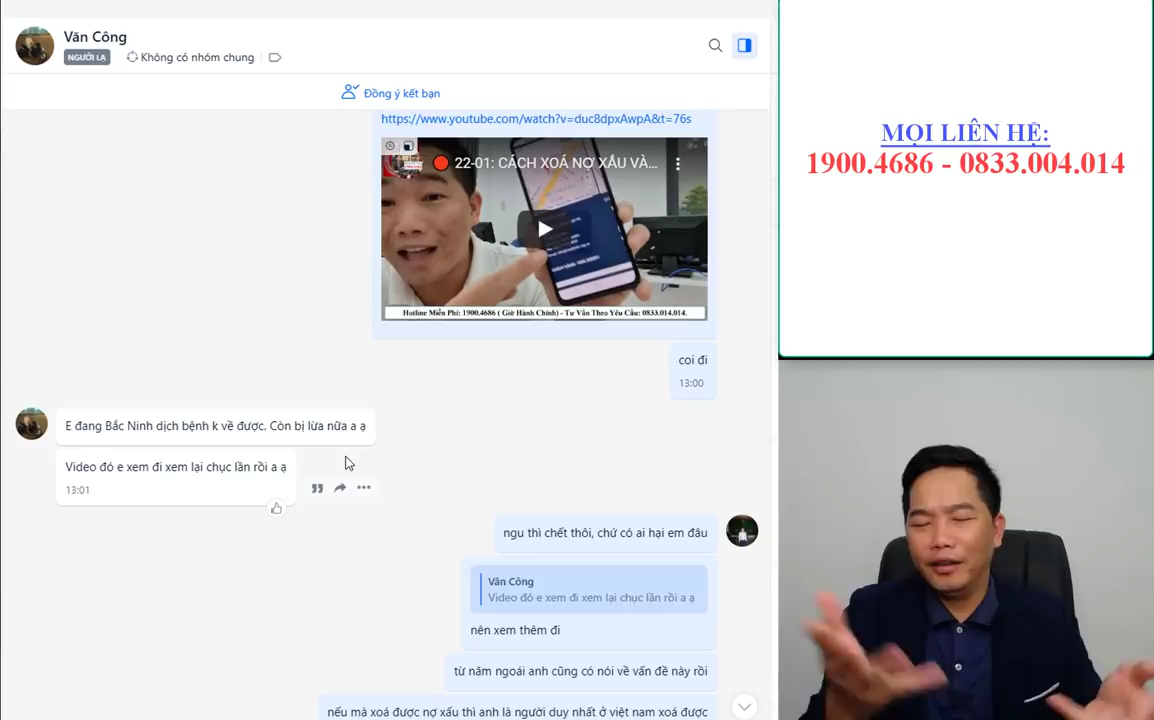 Văn Công
NGƯỜI LẠ
Không có nhóm chung
Đồng ý kết bạn
https://www.youtube.com/watch?v=duc8dpxAwpA&t=76s
22-01: CÁCH XOÁ NỢ XẤU VÀ...
Hotline Miễn Phí: 1900.4686 ( Giờ Hành Chính) - Tư Vấn Theo Yêu Cầu: 0833.014.014.
coi đi
13:00
E đang Bắc Ninh dịch bệnh k về được. Còn bị lừa nữa a ạ
Video đó e xem đi xem lại chục lần rồi a ạ
13:01
ngu thì chết thôi, chứ có ai hại em đâu
Văn Công
Video đó e xem đi xem lại chục lần rồi a ạ
nên xem thêm đi
từ năm ngoái anh cũng có nói về vấn đề này rồi
nếu mà xoá được nợ xấu thì anh là người duy nhất ở việt nam xoá được
MỌI LIÊN HỆ:
1900.4686 - 0833.004.014